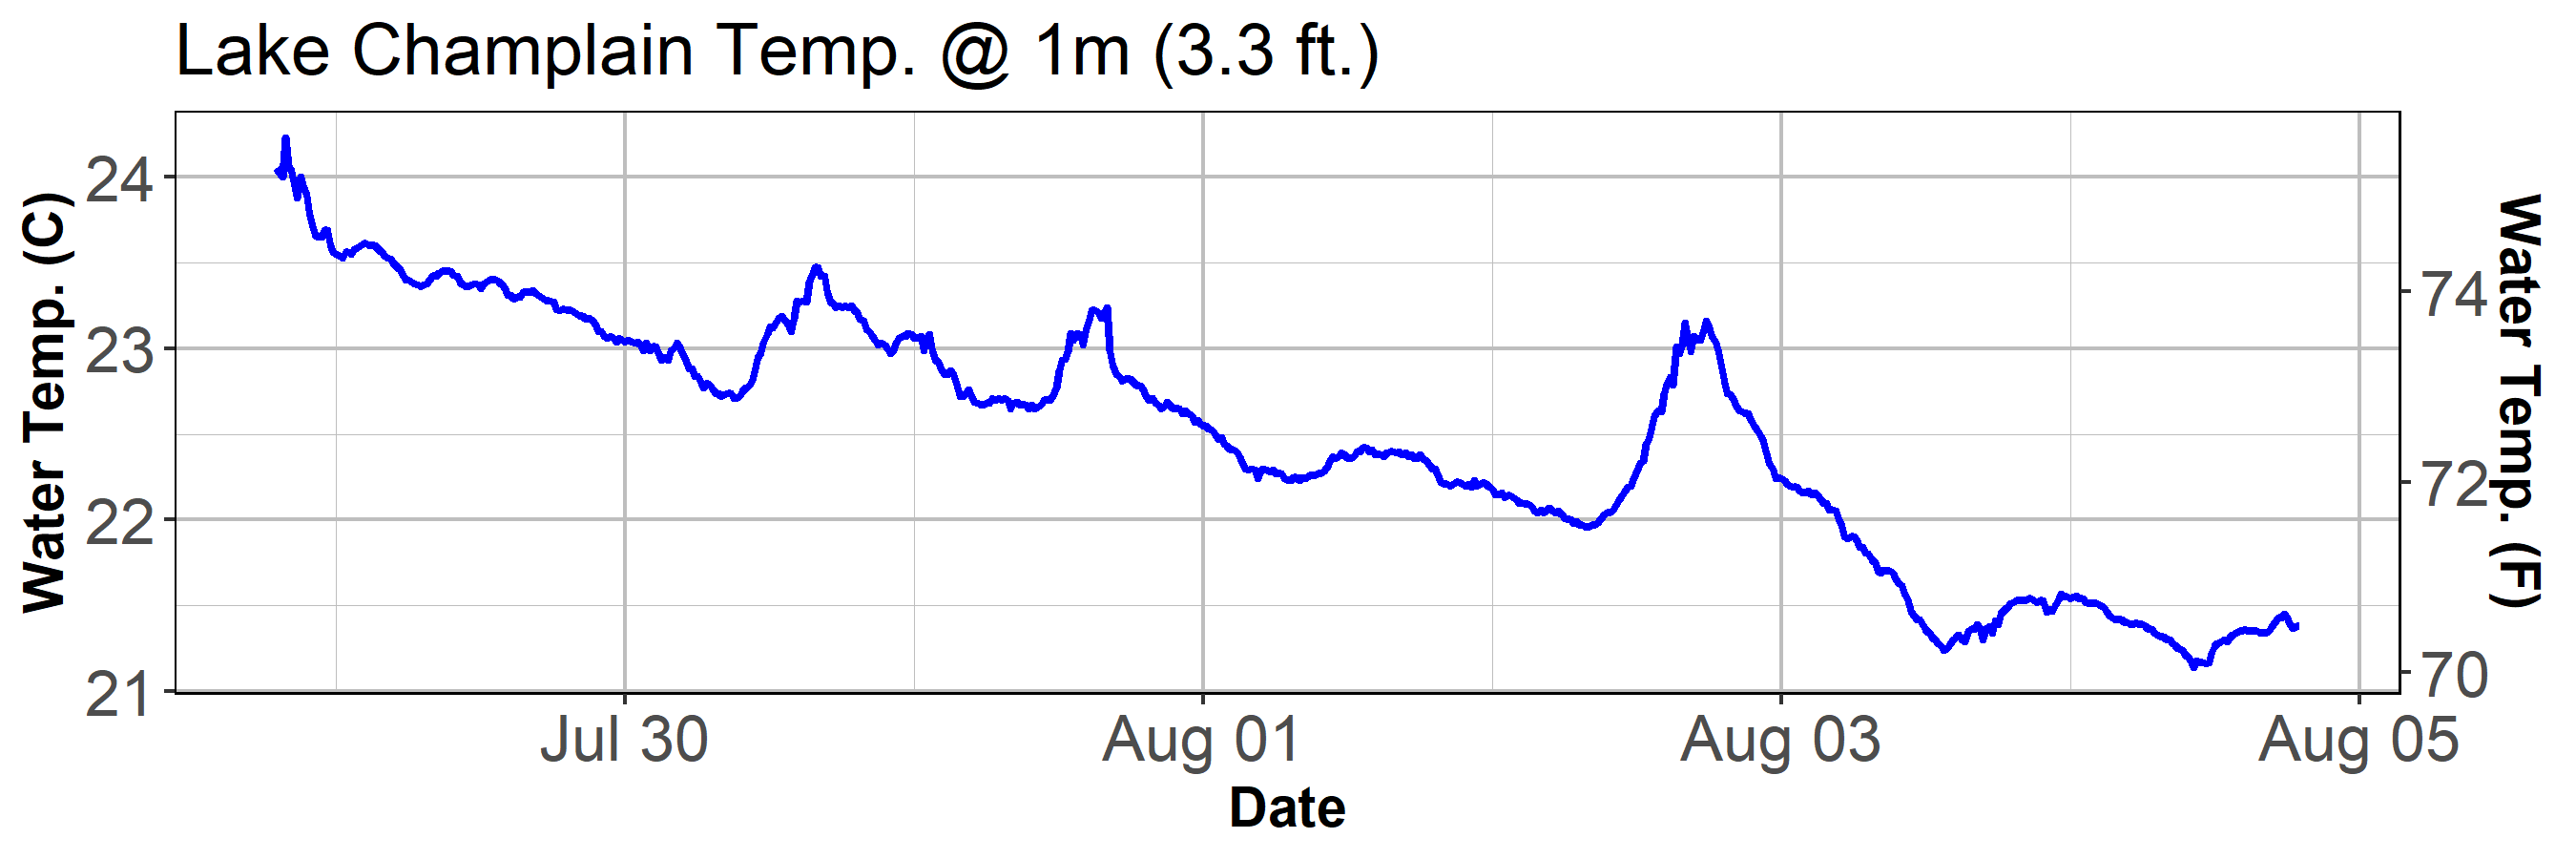 Lake Champlain Temp. @ 1m (3.3 ft.)
Water Temp. (C)
24
23
22
21
74
72
70
Water Temp. (F)
Jul 30 Aug 01 Aug 03 Aug 05
Date